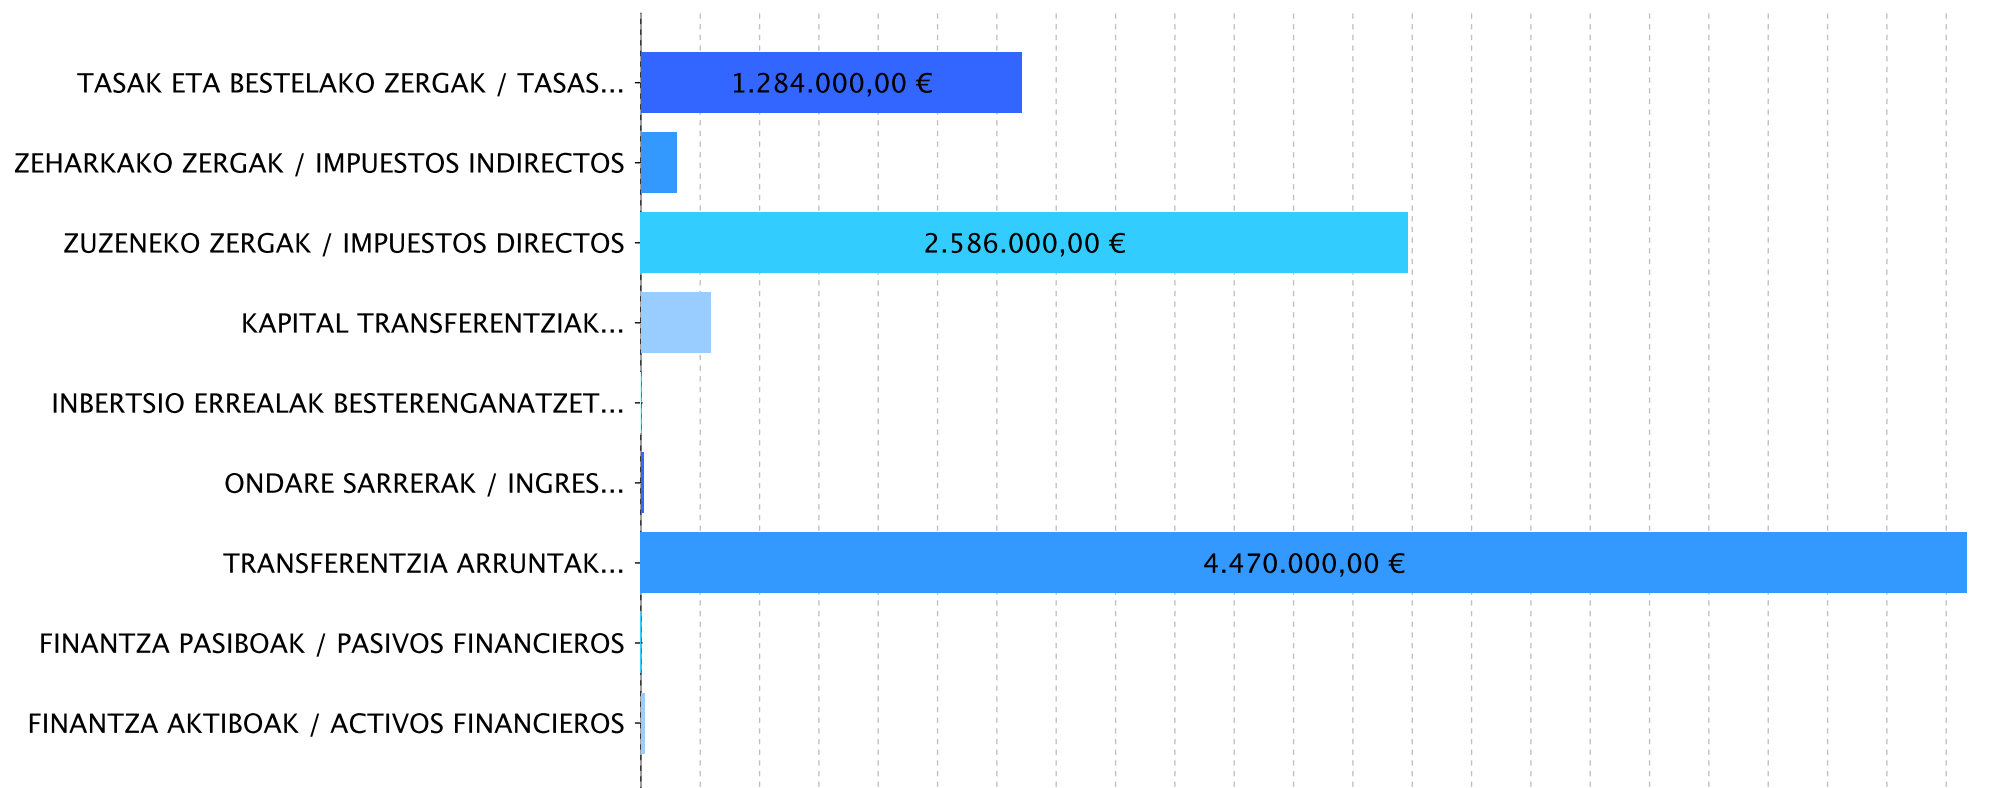 TASAK ETA BESTELAKO ZERGAK / TASAS... 1.284.000,00 €
ZEHARKAKO ZERGAK / IMPUESTOS INDIRECTOS
ZUZENEKO ZERGAK / IMPUESTOS DIRECTOS 2.586.000,00 €
KAPITAL TRANSFERENTZIAK...
INBERTSIO ERREALAK BESTERENGANATZET...
ONDARE SARRERAK / INGRES...
TRANSFERENTZIA ARRUNTAK... 4.470.000,00 €
FINANTZA PASIBOAK / PASIVOS FINANCIEROS
FINANTZA AKTIBOAK / ACTIVOS FINANCIEROS